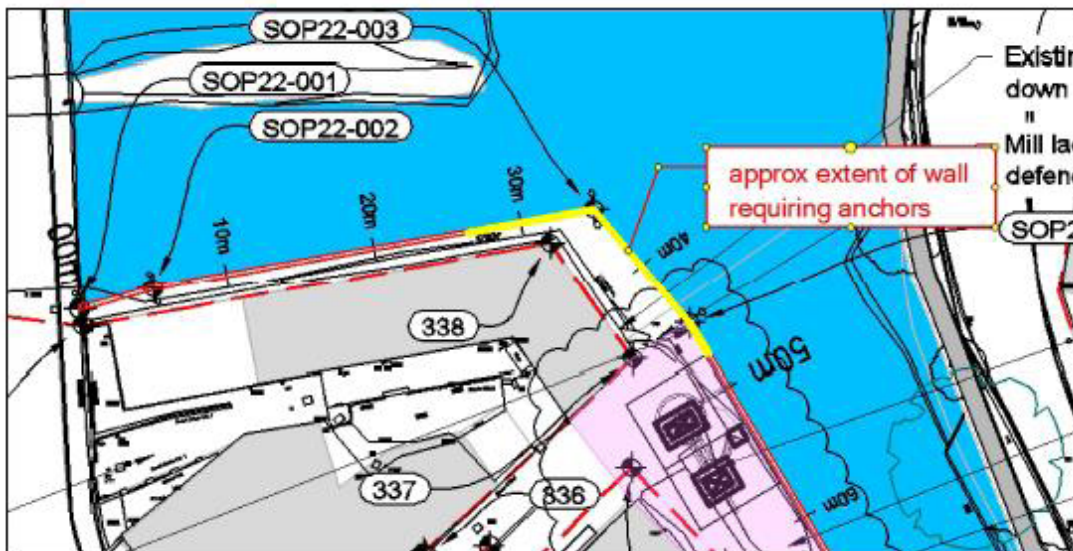 SOP22-003
SOP22-001
SOP22-002
Existin
down
"
Mill la
defen
approx extent of wall
requiring anchors
SOP2
10m
20m
30m
40m
50m
60m
338
337
336